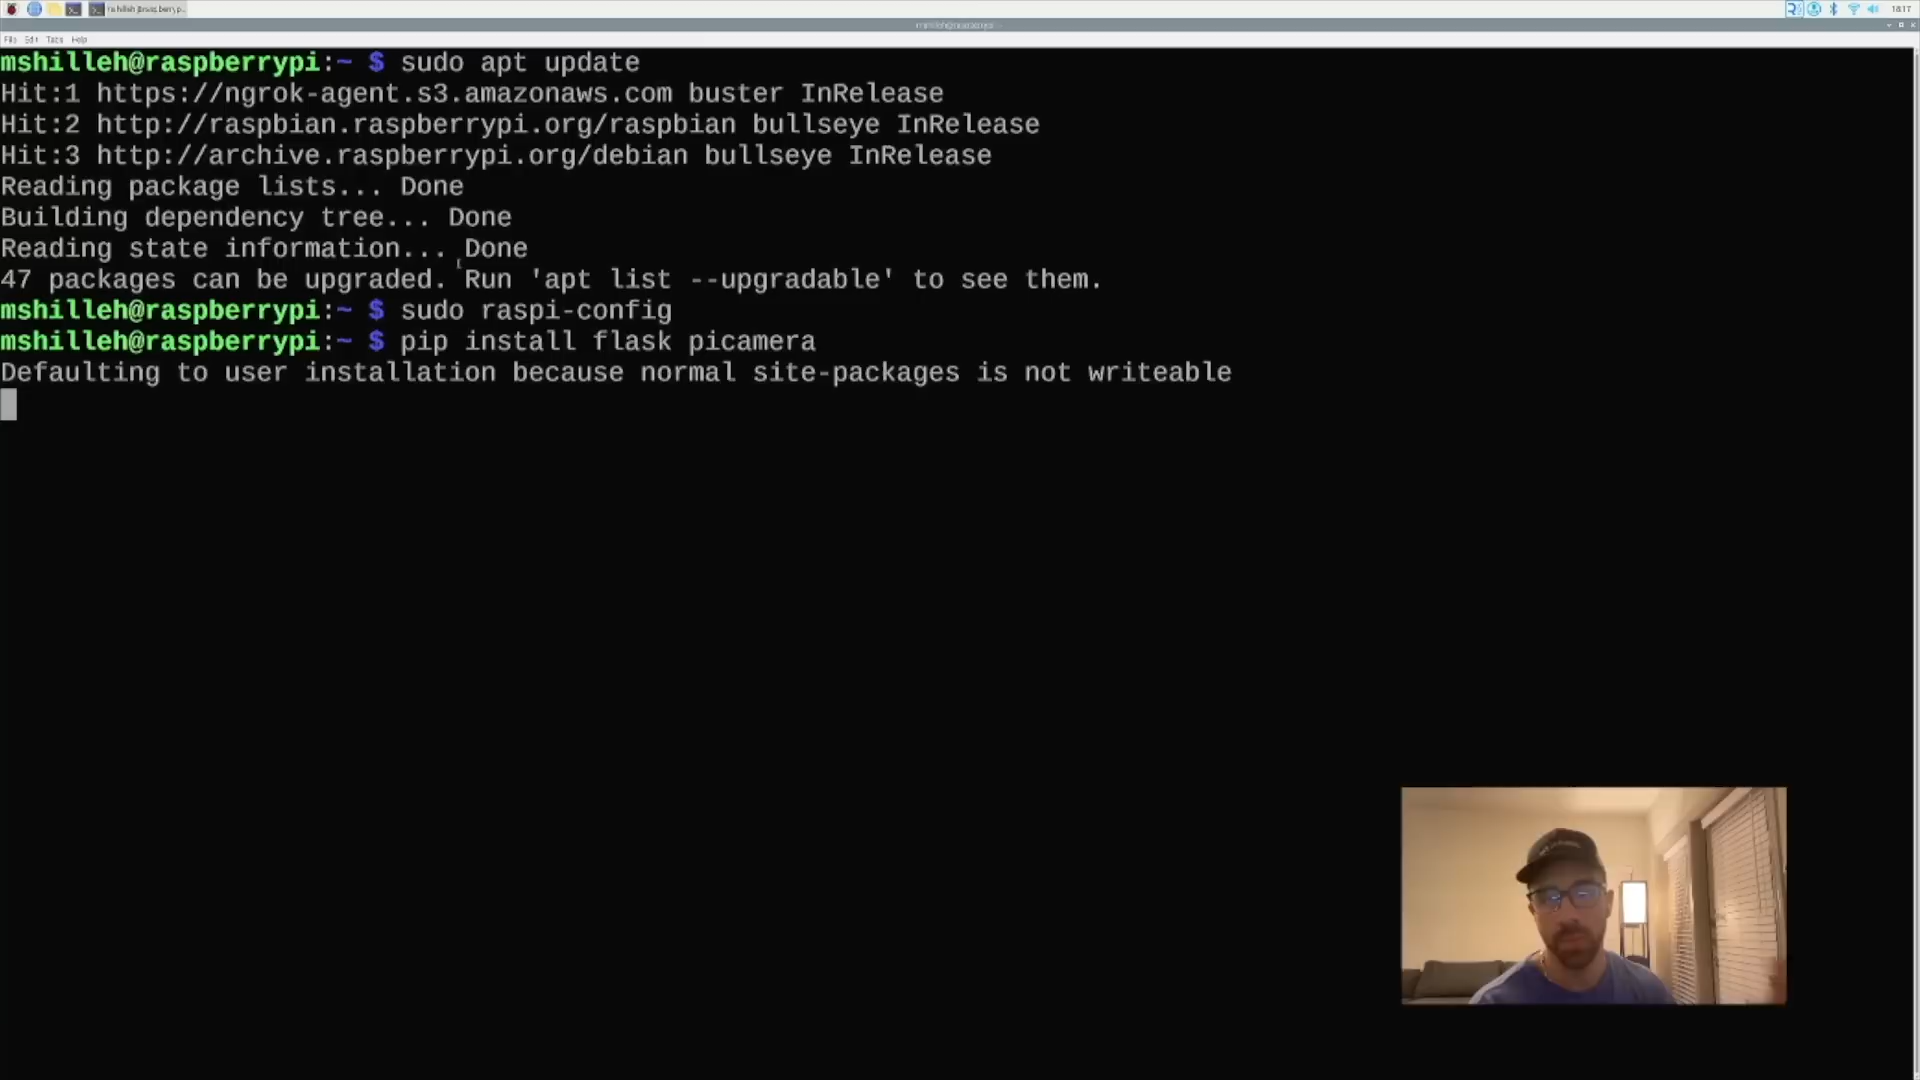 18:17
File Edit Tabs Help
mshilleh@raspberrypi:~ $ sudo apt update
Hit:1 https://ngrok-agent.s3.amazonaws.com buster InRelease
Hit:2 http://raspbian.raspberrypi.org/raspbian bullseye InRelease
Hit:3 http://archive.raspberrypi.org/debian bullseye InRelease
Reading package lists... Done
Building dependency tree... Done
Reading state information... Done
47 packages can be upgraded. Run 'apt list --upgradable' to see them.
mshilleh@raspberrypi:~ $ sudo raspi-config
mshilleh@raspberrypi:~ $ pip install flask picamera
Defaulting to user installation because normal site-packages is not writeable